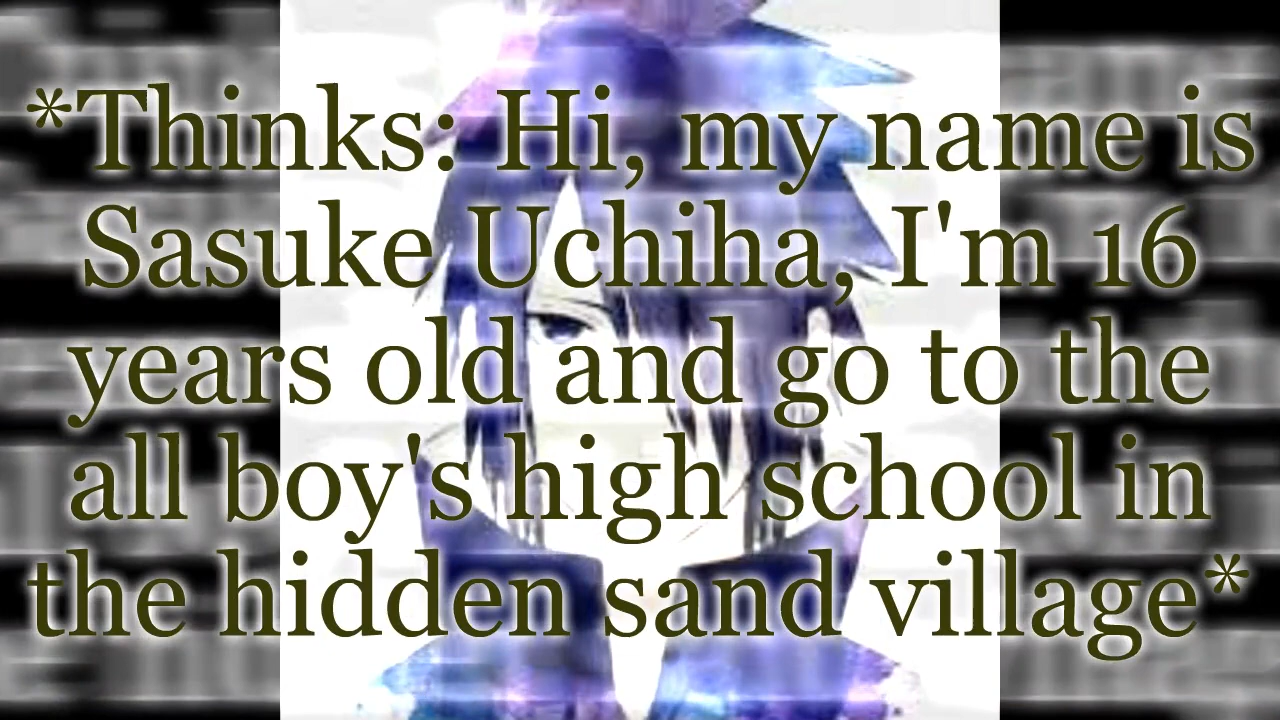 *Thinks: Hi, my name is
Sasuke Uchiha, I'm 16
years old and go to the
all boy's high school in
the hidden sand village*